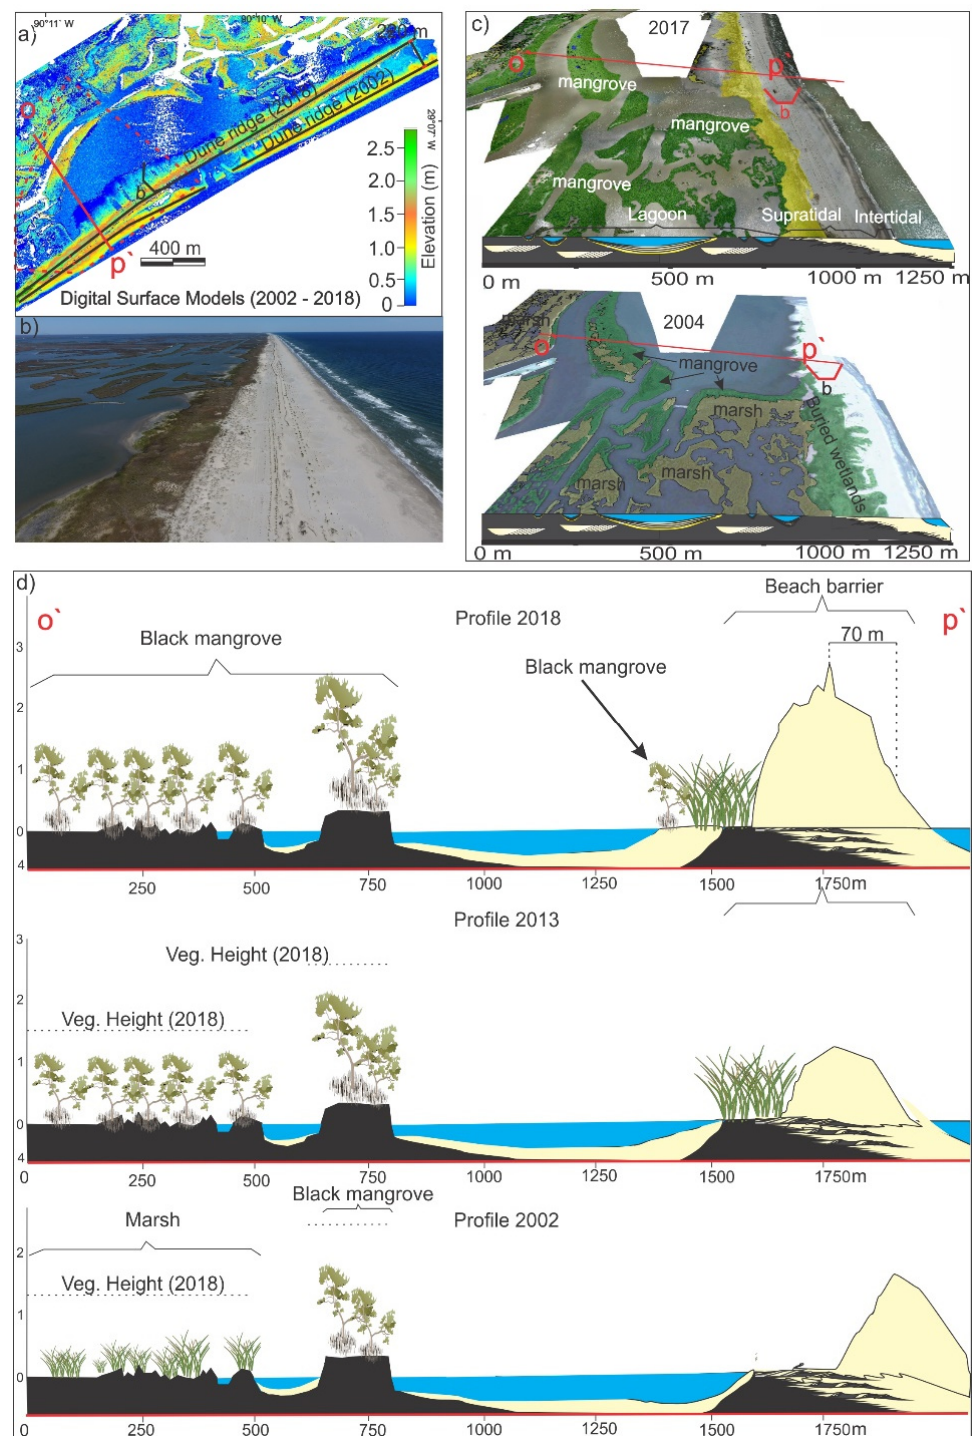 a)
90°11` W
90°10` W
230 m
Dune ridge (2018)
Dune ridge (2002)
29°07` W
o
b
p`
2.5
2.0
1.5
1.0
0.5
0
Elevation (m)
400 m
Digital Surface Models (2002 - 2018)
b)
c)
2017
o
p`
b
mangrove
mangrove
mangrove
Lagoon
Supratidal
Intertidal
0 m
500 m
1000 m
1250 m
2004
Marsh
o
p`
b
mangrove
marsh
marsh
marsh
Buried wetlands
0 m
500 m
1000 m
1250 m
d)
Beach barrier
o`
Profile 2018
p`
Black mangrove
70 m
Black mangrove
3
2
1
0
4
250
500
750
1000
1250
1500
1750m
Profile 2013
3
Veg. Height (2018)
2
Veg. Height (2018)
1
0
4
0
250
500
750
1000
1250
1500
1750m
Black mangrove
Marsh
Profile 2002
2
Veg. Height (2018)
1
0
0
250
500
750
1000
1250
1500
1750m